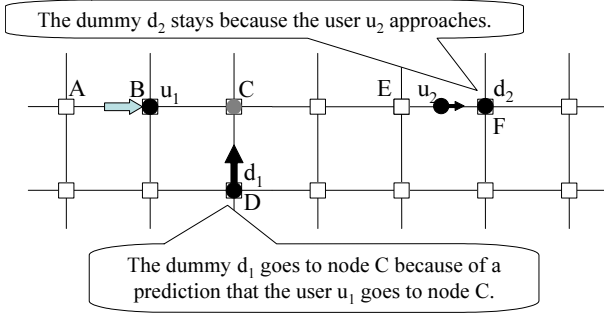 The dummy d2 stays because the user u2 approaches.
A B u1 C E u2 d2
F
d1
D
The dummy d1 goes to node C because of a
prediction that the user u1 goes to node C.